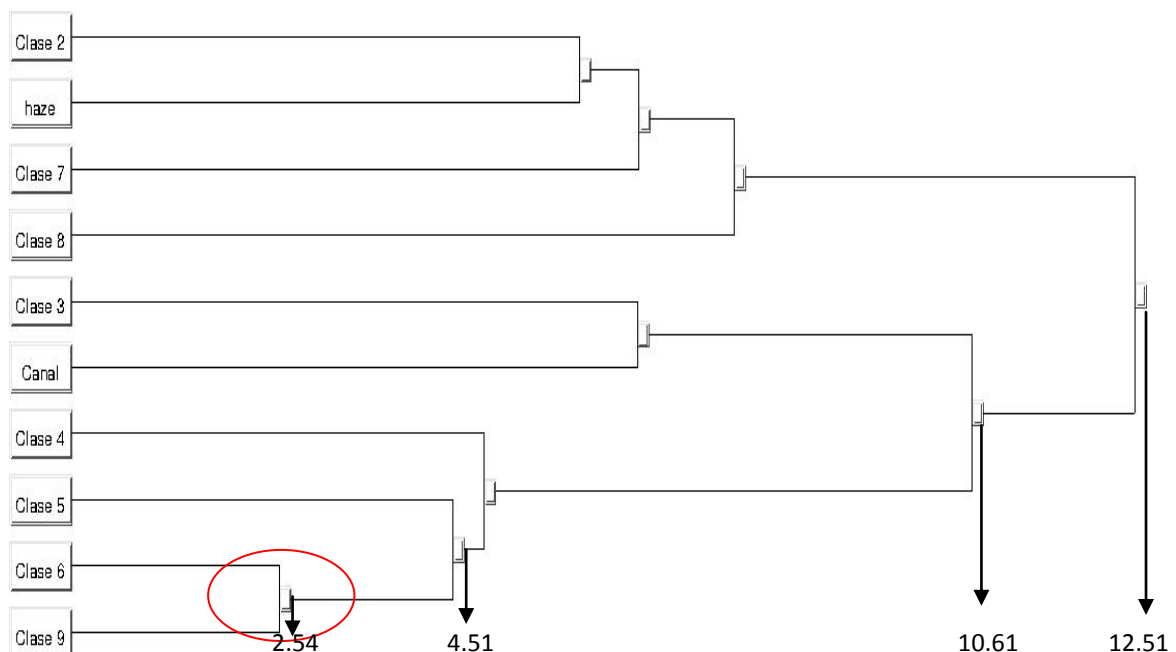 Clase 2
haze
Clase 7
Clase 8
Clase 3
Canal
Clase 4
Clase 5
Clase 6
Clase 9
2.54 4.51 10.61 12.51